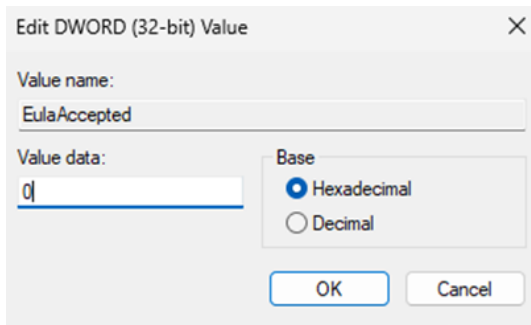 Edit DWORD (32-bit) Value
Value name:
EulaAccepted
Value data:
0
Base
Hexadecimal
Decimal
OK
Cancel